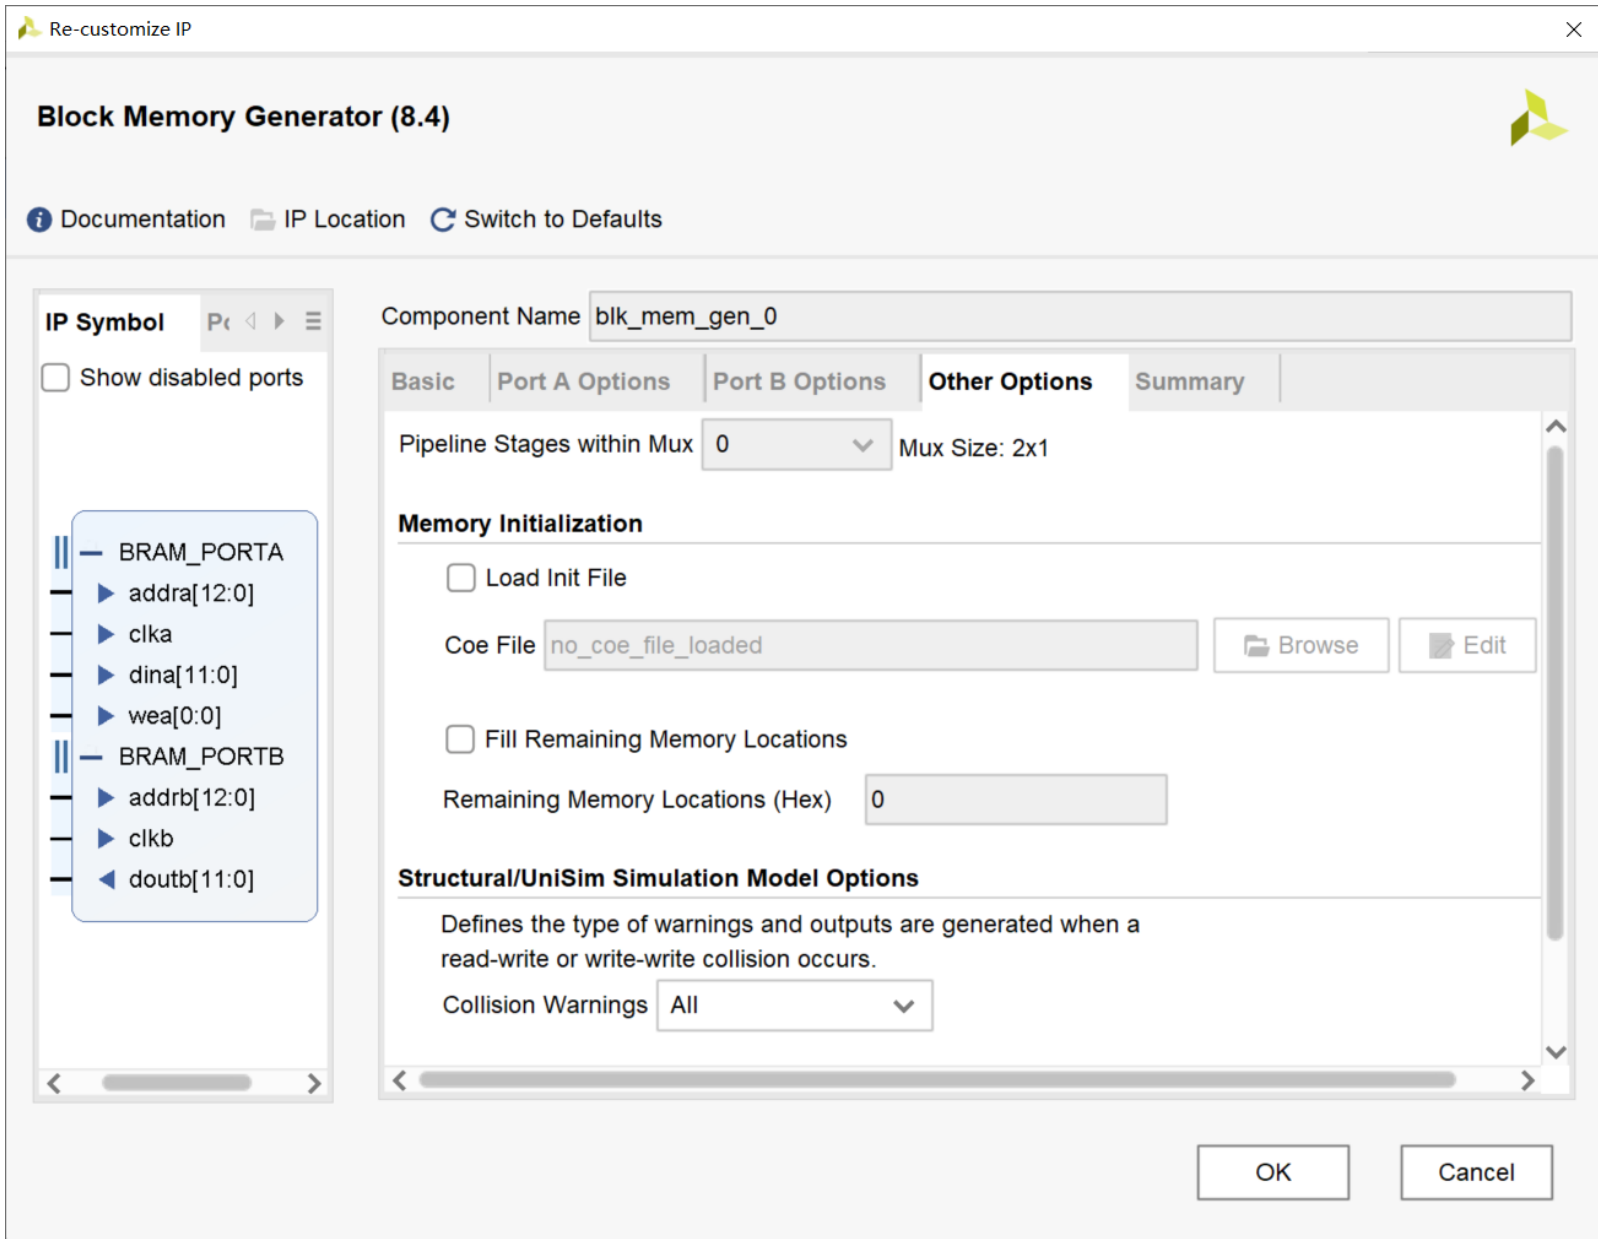 Re-customize IP
Block Memory Generator (8.4)
Documentation IP Location Switch to Defaults
IP Symbol
Show disabled ports
BRAM_PORTA
addra[12:0]
clka
dina[11:0]
wea[0:0]
BRAM_PORTB
addrb[12:0]
clkb
doutb[11:0]
Component Name blk_mem_gen_0
Basic Port A Options Port B Options Other Options Summary
Pipeline Stages within Mux 0 Mux Size: 2x1
Memory Initialization
Load Init File
Coe File no_coe_file_loaded Browse Edit
Fill Remaining Memory Locations
Remaining Memory Locations (Hex) 0
Structural/UniSim Simulation Model Options
Defines the type of warnings and outputs are generated when a
read-write or write-write collision occurs.
Collision Warnings All
OK Cancel